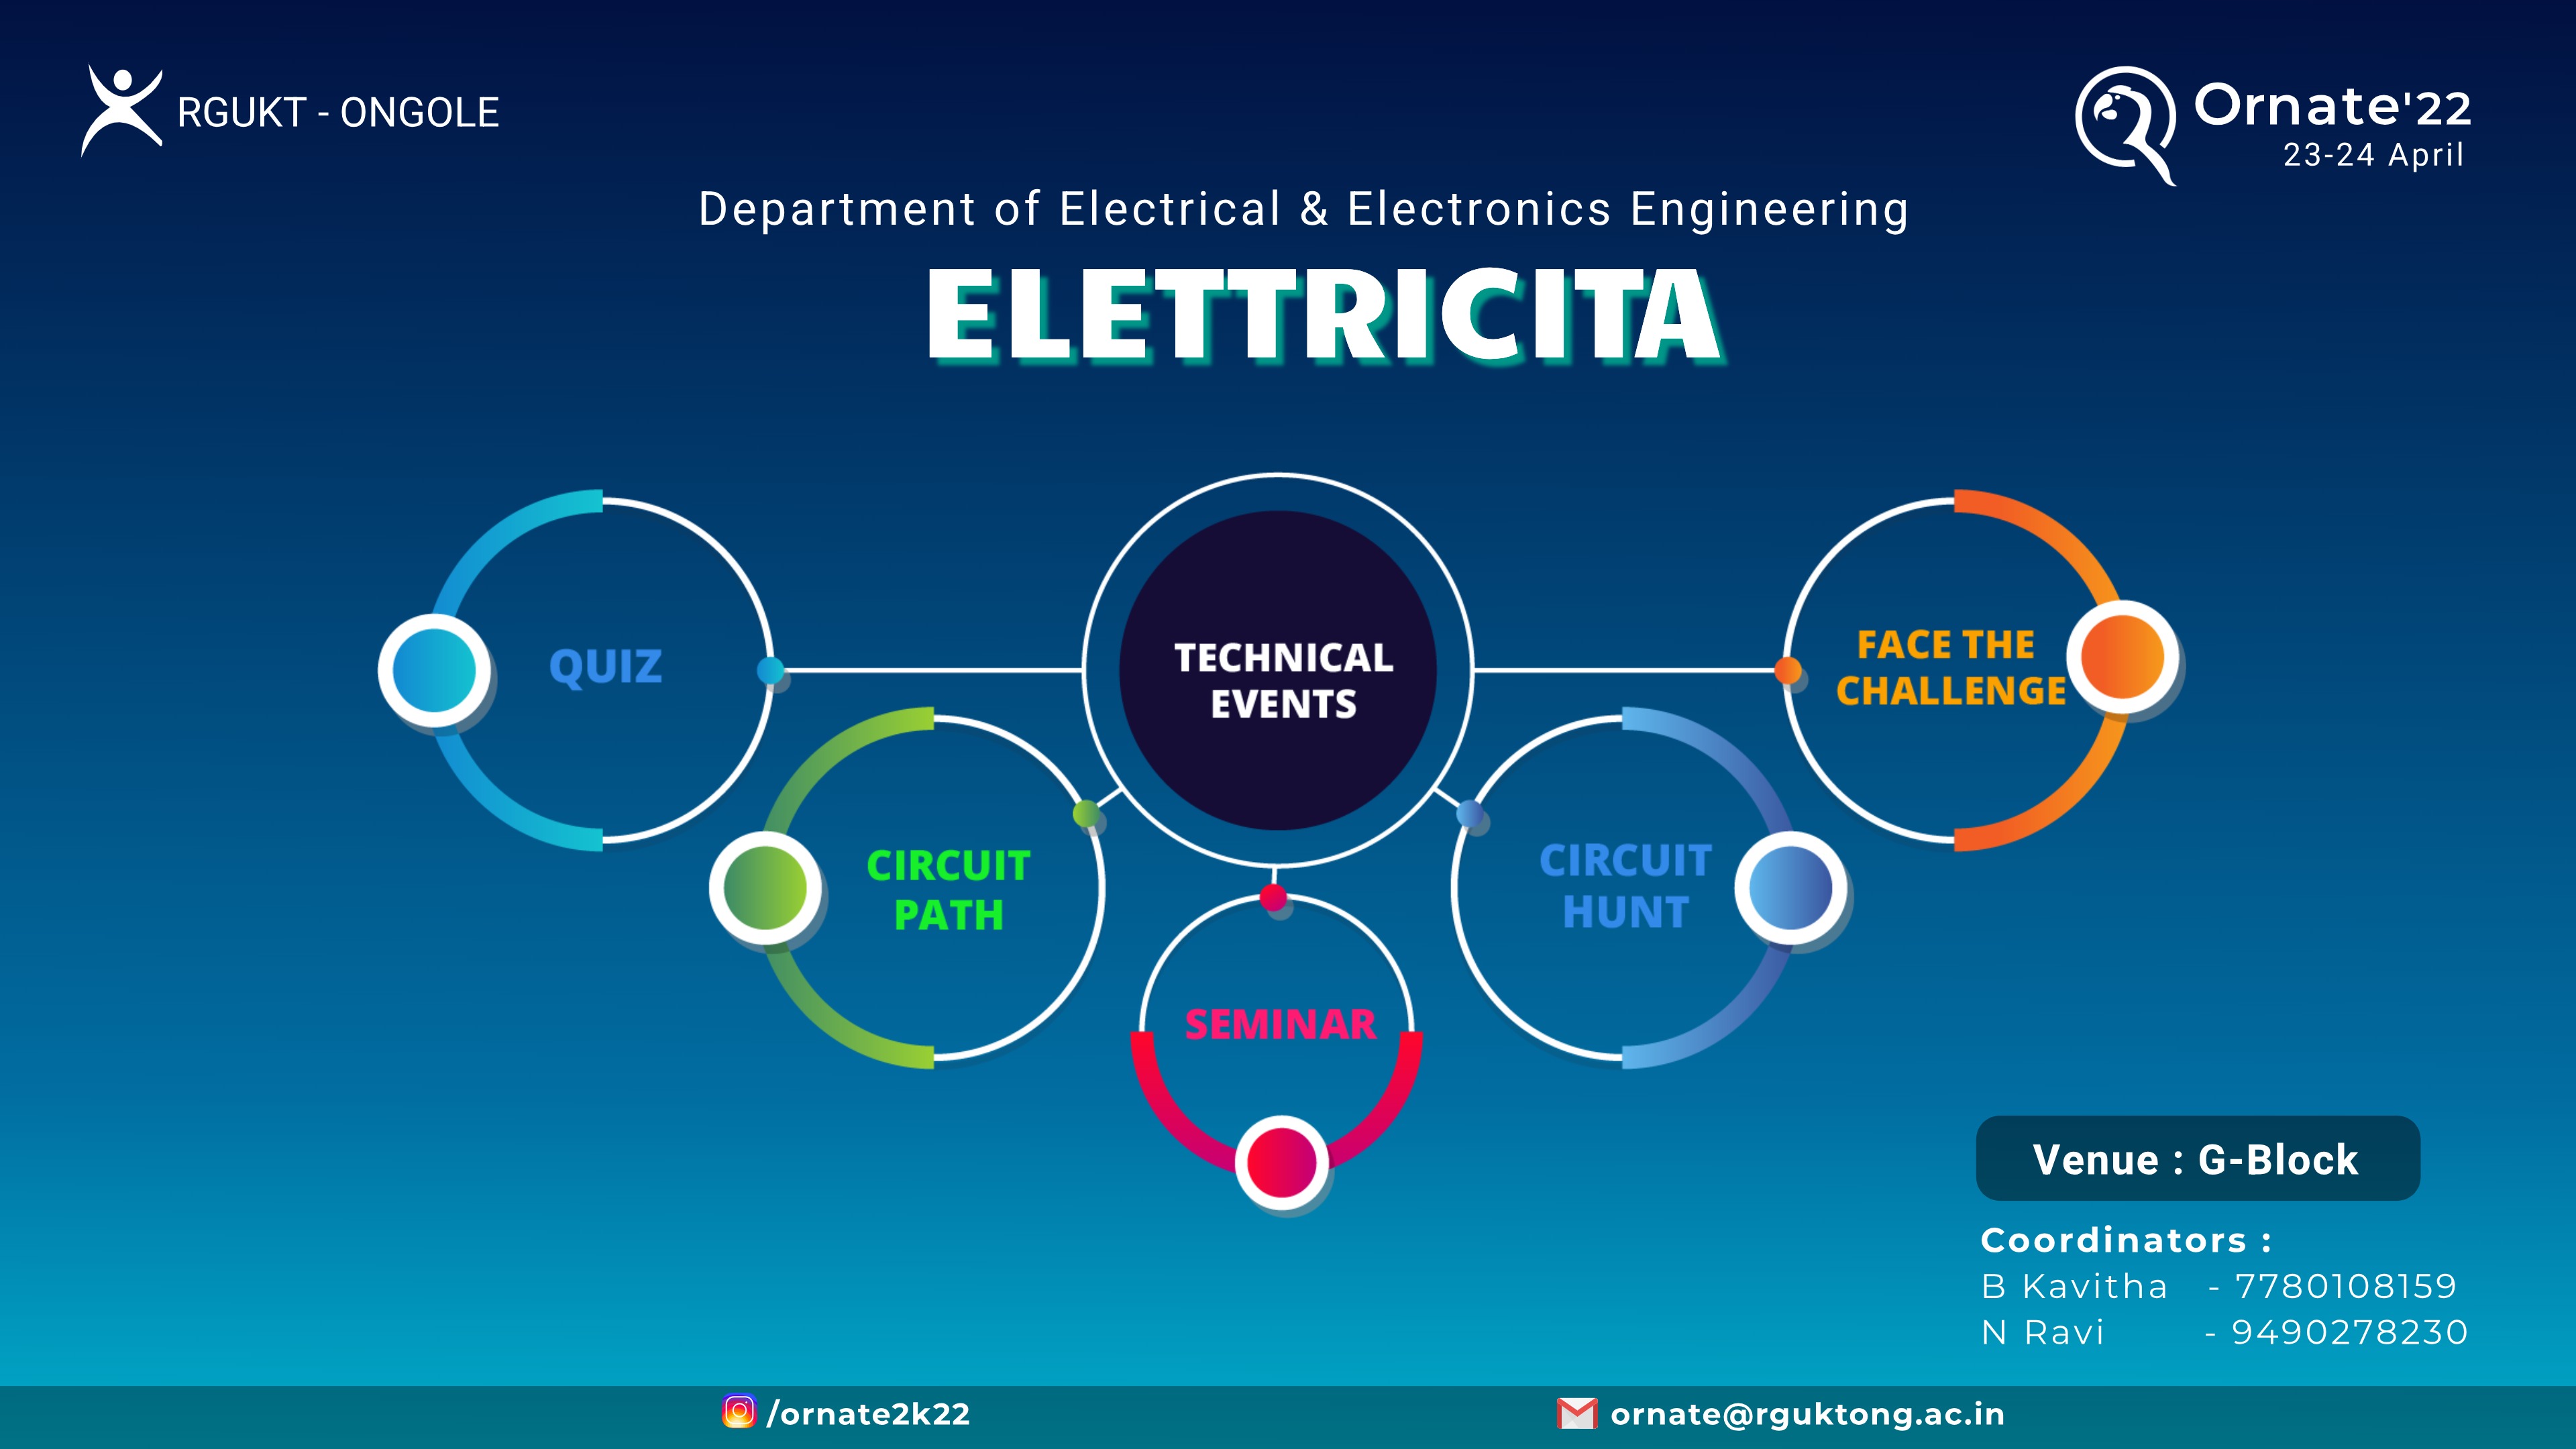 RGUKT - ONGOLE
Ornate'22
23-24 April
Department of Electrical & Electronics Engineering
ELETTRICITA
QUIZ
TECHNICAL
EVENTS
FACE THE
CHALLENGE
CIRCUIT
PATH
CIRCUIT
HUNT
SEMINAR
Venue : G-Block
Coordinators :
B Kavitha - 7780108159
N Ravi - 9490278230
/ornate2k22
ornate@rguktong.ac.in